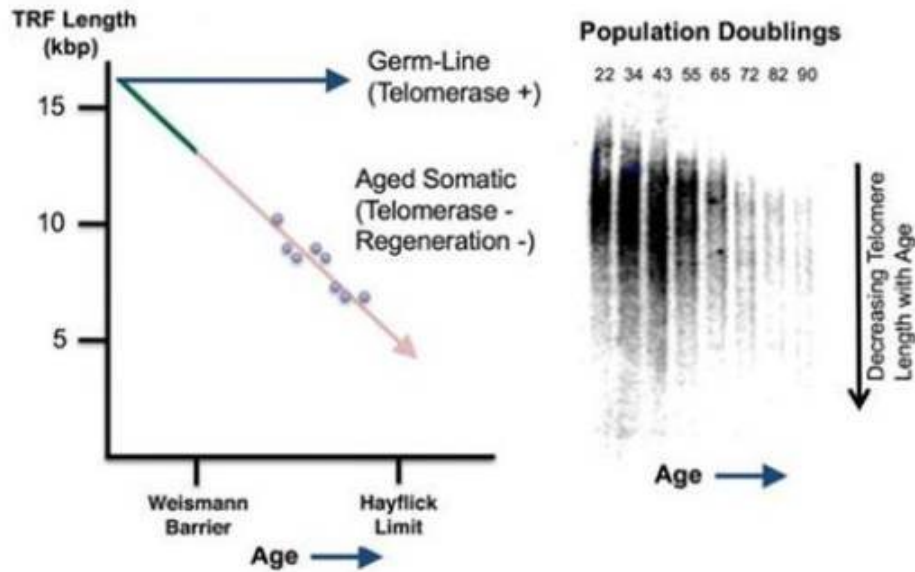 TRF Length
(kbp)
15
10
5
Germ-Line
(Telomerase +)
Aged Somatic
(Telomerase -
Regeneration -)
Weismann
Barrier
Hayflick
Limit
Age
Population Doublings
22 34 43 55 65 72 82 90
Decreasing Telomere
Length with Age
Age